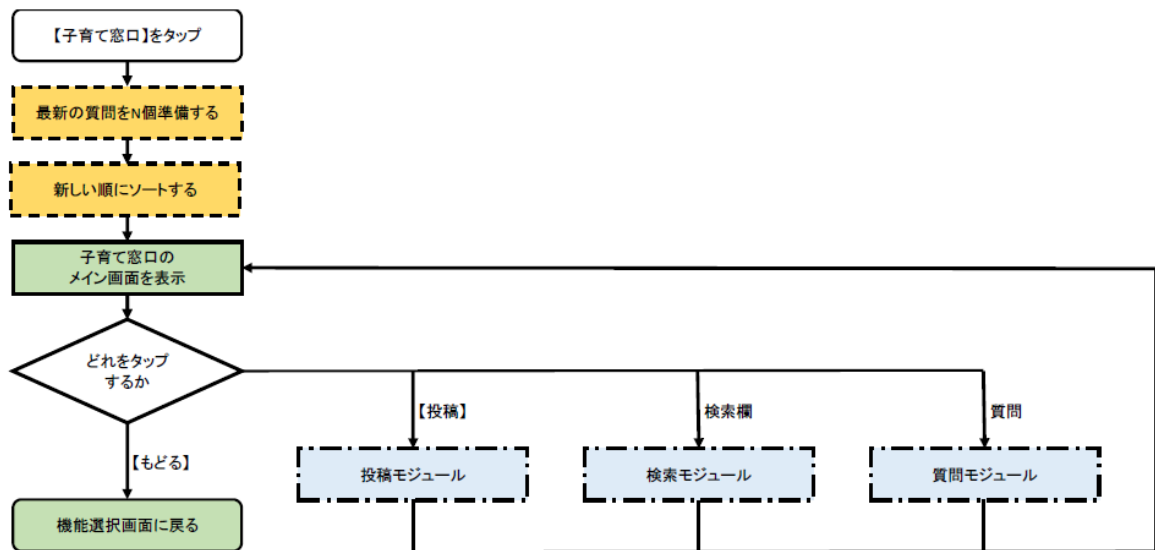 【子育て窓口】をタップ
最新の質問をN個準備する
新しい順にソートする
子育て窓口の
メイン画面を表示
どれをタップ
するか
【投稿】
検索欄
質問
【もどる】
投稿モジュール
検索モジュール
質問モジュール
機能選択画面に戻る